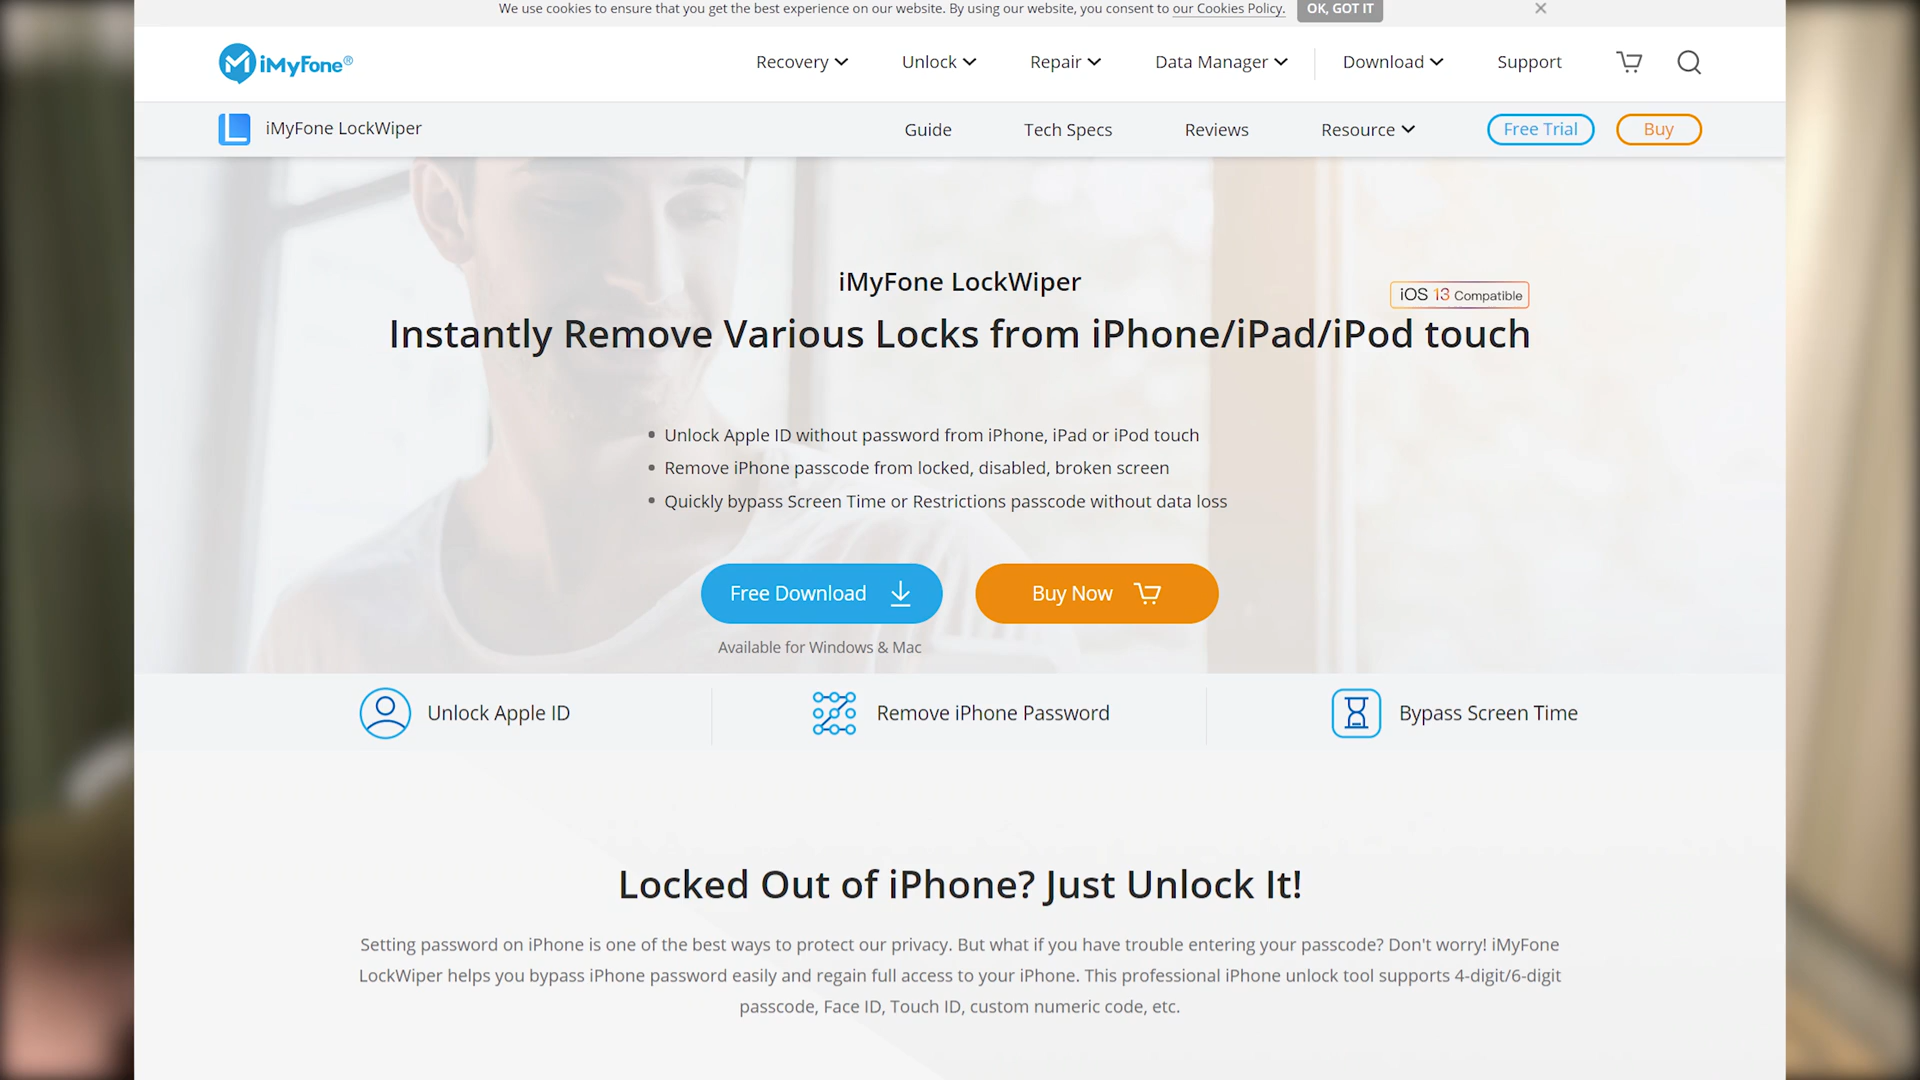 We use cookies to ensure that you get the best experience on our website. By using our website, you consent to our Cookies Policy. OK, GOT IT
iMyFone® Recovery Unlock Repair Data Manager Download Support
iMyFone LockWiper Guide Tech Specs Reviews Resource Free Trial Buy
iMyFone LockWiper
iOS 13 Compatible
Instantly Remove Various Locks from iPhone/iPad/iPod touch
• Unlock Apple ID without password from iPhone, iPad or iPod touch
• Remove iPhone passcode from locked, disabled, broken screen
• Quickly bypass Screen Time or Restrictions passcode without data loss
Free Download Buy Now
Available for Windows & Mac
Unlock Apple ID Remove iPhone Password Bypass Screen Time
Locked Out of iPhone? Just Unlock It!
Setting password on iPhone is one of the best ways to protect our privacy. But what if you have trouble entering your passcode? Don't worry! iMyFone
LockWiper helps you bypass iPhone password easily and regain full access to your iPhone. This professional iPhone unlock tool supports 4-digit/6-digit
passcode, Face ID, Touch ID, custom numeric code, etc.